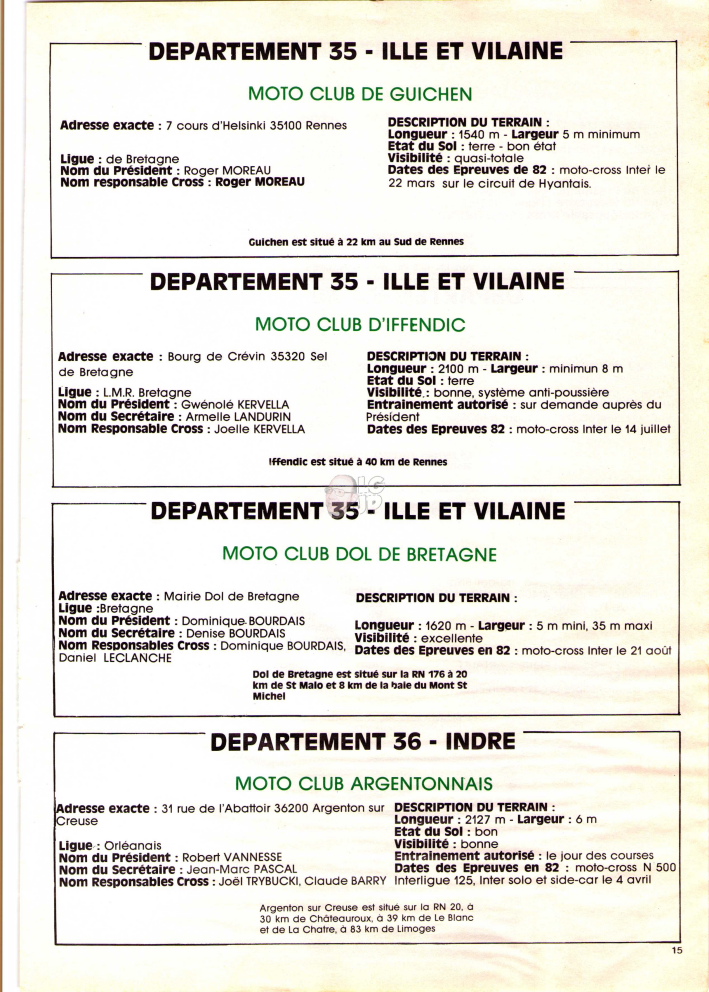 DEPARTEMENT 35 - ILLE ET VILAINE
MOTO CLUB DE GUICHEN
Adresse exacte : 7 cours d'Helsinki 35100 Rennes
Ligue : de Bretagne
Nom du Président : Roger MOREAU
Nom responsable Cross : Roger MOREAU
DESCRIPTION DU TERRAIN :
Longueur : 1540 m - Largeur 5 m minimum
Etat du Sol : terre - bon état
Visibilité : quasi-totale
Dates des Epreuves de 82 : moto-cross Inter le
22 mars sur le circuit de Hyantais.
Guichen est situé à 22 km au Sud de Rennes
DEPARTEMENT 35 - ILLE ET VILAINE
MOTO CLUB D'IFFENDIC
Adresse exacte : Bourg de Crévin 35320 Sel
de Bretagne
Ligue : L.M.R. Bretagne
Nom du Président : Gwénolé KERVELLA
Nom du Secrétaire : Armelle LANDURIN
Nom Responsable Cross : Joelle KERVELLA
DESCRIPTION DU TERRAIN :
Longueur : 2100 m - Largeur : minimun 8 m
Etat du Sol : terre
Visibilité : bonne, système anti-poussière
Entrainement autorisé : sur demande auprès du
Président
Dates des Epreuves 82 : moto-cross Inter le 14 juillet
Iffendic est situé à 40 km de Rennes
LG
JP
DEPARTEMENT 35 - ILLE ET VILAINE
MOTO CLUB DOL DE BRETAGNE
Adresse exacte : Mairie Dol de Bretagne
Ligue :Bretagne
Nom du Président : Dominique BOURDAIS
Nom du Secrétaire : Denise BOURDAIS
Nom Responsables Cross : Dominique BOURDAIS,
Daniel LECLANCHE
DESCRIPTION DU TERRAIN :
Longueur : 1620 m - Largeur : 5 m mini, 35 m maxi
Visibilité : excellente
Dates des Epreuves en 82 : moto-cross Inter le 21 août
Dol de Bretagne est situé sur la RN 176 à 20
km de St Malo et 8 km de la baie du Mont St
Michel
DEPARTEMENT 36 - INDRE
MOTO CLUB ARGENTONNAIS
Adresse exacte : 31 rue de l'Abattoir 36200 Argenton sur
Creuse
Ligue : Orléanais
Nom du Président : Robert VANNESSE
Nom du Secrétaire : Jean-Marc PASCAL
Nom Responsables Cross : Joël TRYBUCKI, Claude BARRY
DESCRIPTION DU TERRAIN :
Longueur : 2127 m - Largeur : 6 m
Etat du Sol : bon
Visibilité : bonne
Entrainement autorisé : le jour des courses
Dates des Epreuves en 82 : moto-cross N 500
Interligue 125, Inter solo et side-car le 4 avril
Argenton sur Creuse est situé sur la RN 20, à
30 km de Châteauroux, à 39 km de Le Blanc
et de La Chatre, à 83 km de Limoges
15